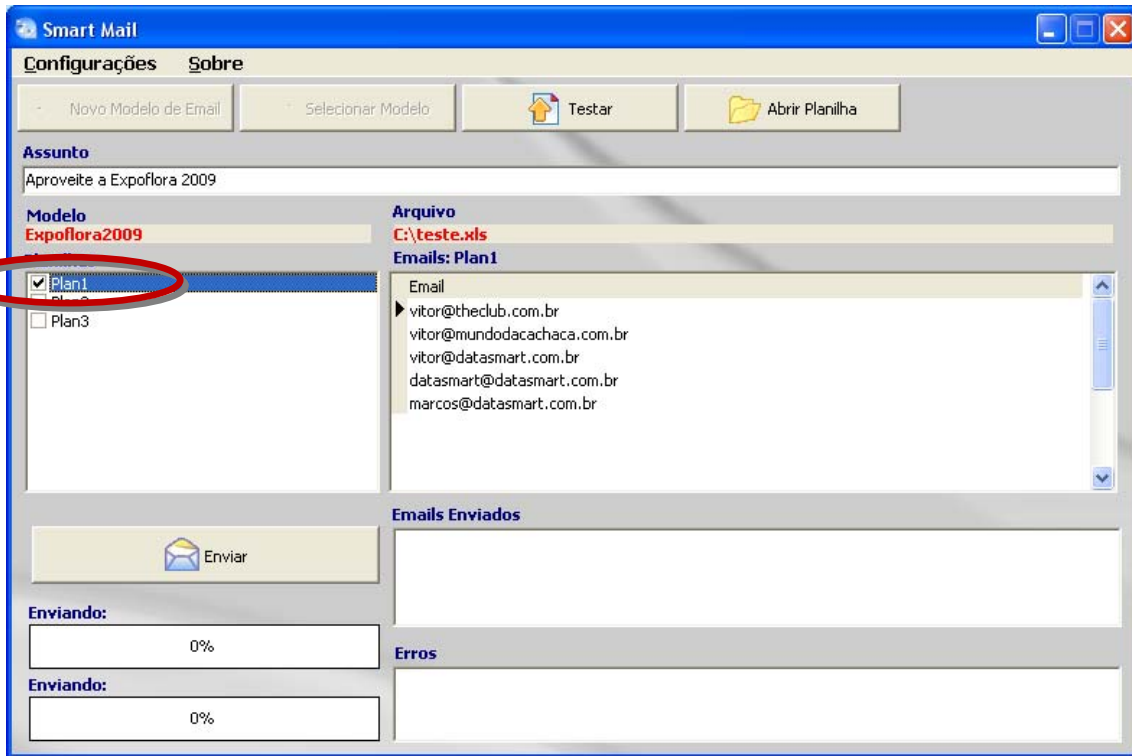 Smart Mail
Configurações Sobre
Novo Modelo de Email Selecionar Modelo Testar Abrir Planilha
Assunto
Aproveite a Expoflora 2009
Modelo
Expoflora2009
Arquivo
C:\teste.xls
Emails: Plan1
Plan1
Plan3
Email
vitor@theclub.com.br
vitor@mundodacachaca.com.br
vitor@datasmart.com.br
datasmart@datasmart.com.br
marcos@datasmart.com.br
Enviar
Enviando:
0%
Enviando:
0%
Emails Enviados
Erros